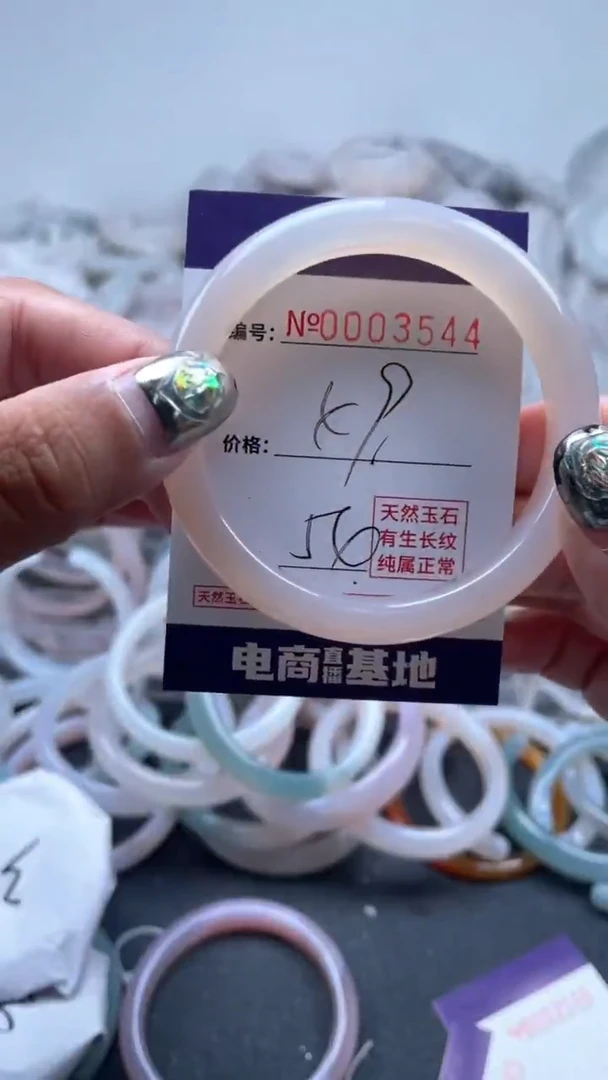 编号: №0003544
价格:
56
天然玉石
有生长纹
纯属正常
天然玉石
电商直播基地